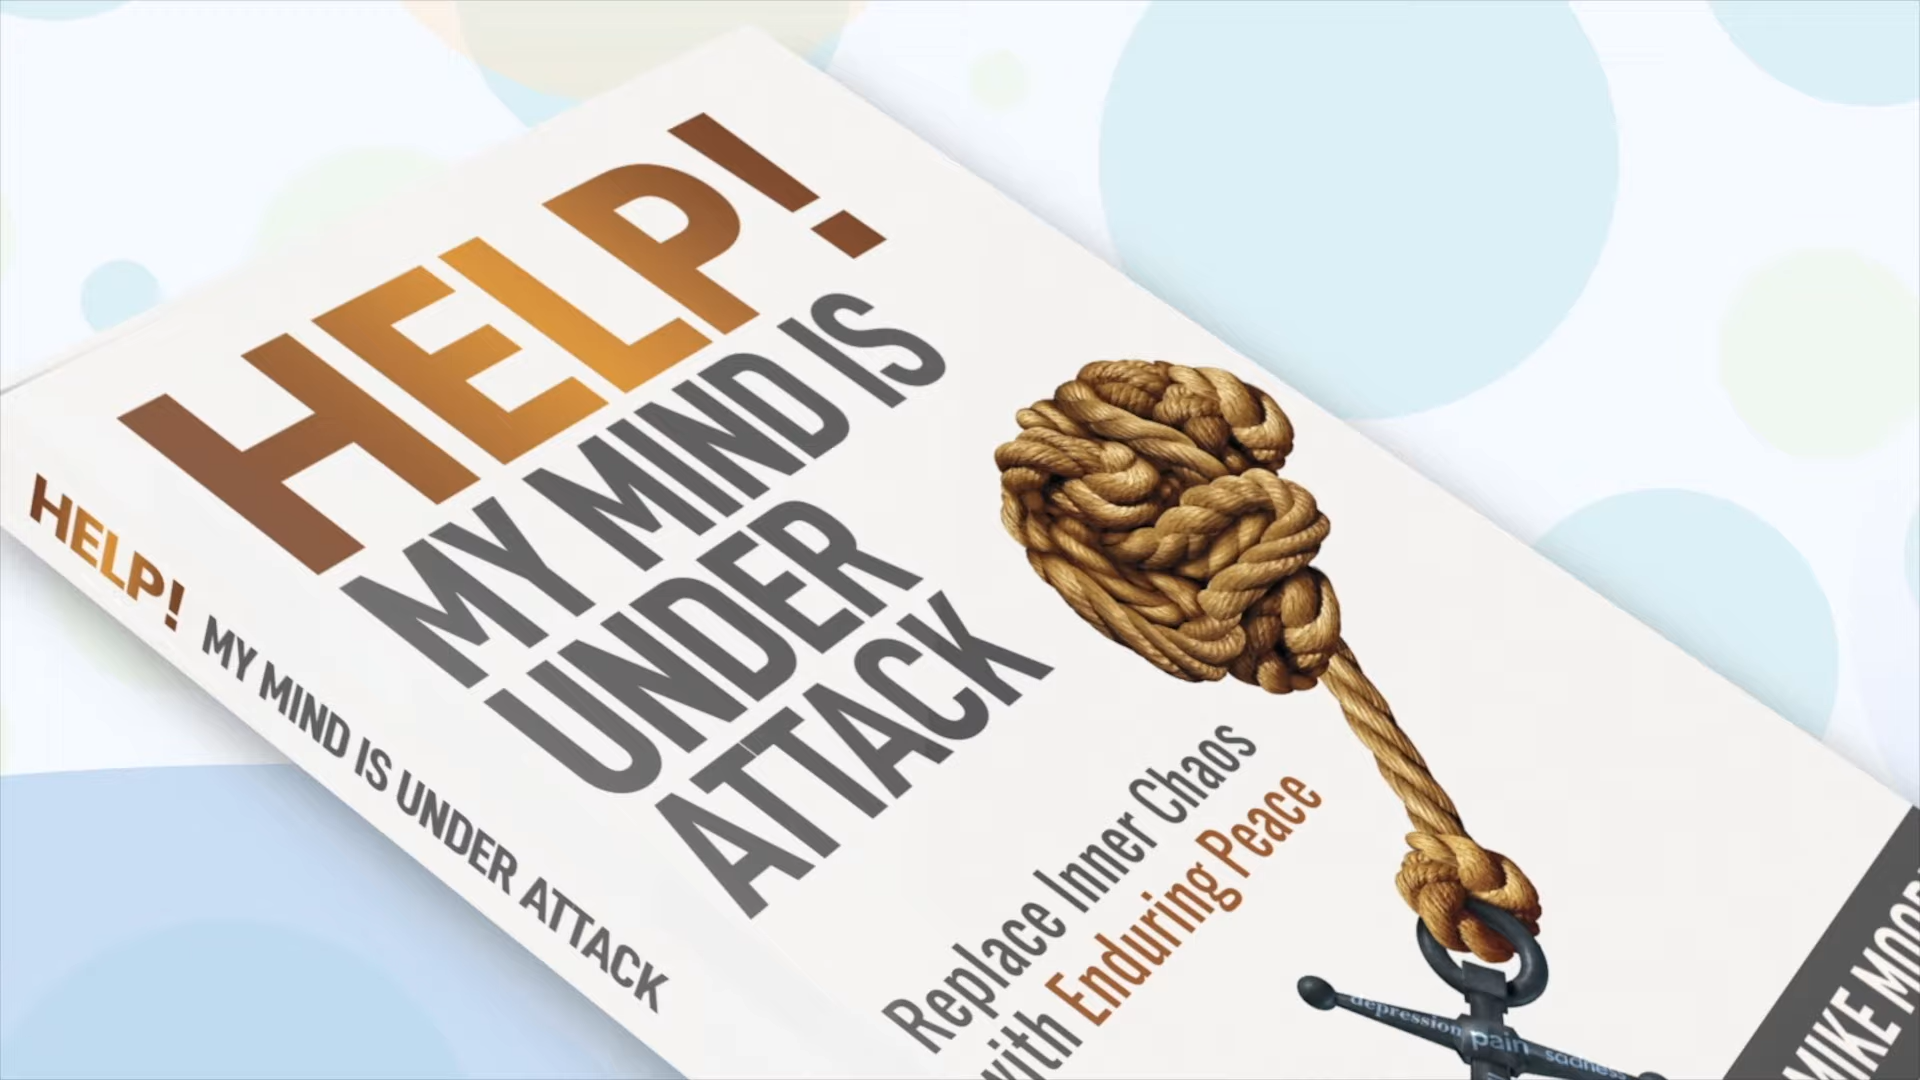 HELP!
MY MIND IS
UNDER
ATTACK
Replace Inner Chaos
with Enduring Peace
depression
pain
sadness
MIKE
HELP! MY MIND IS UNDER ATTACK